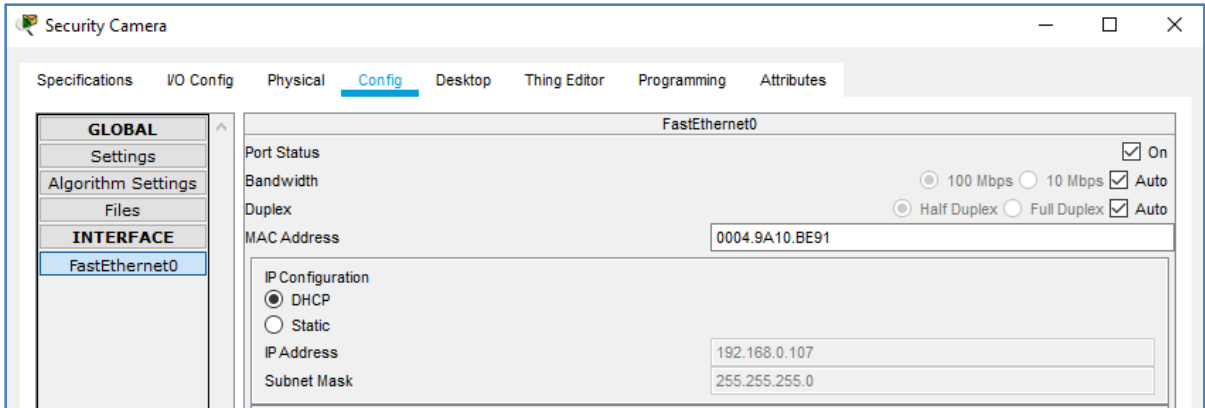 Security Camera
Specifications I/O Config Physical Config Desktop Thing Editor Programming Attributes
GLOBAL
Settings
Algorithm Settings
Files
INTERFACE
FastEthernet0
FastEthernet0
Port Status On
Bandwidth 100 Mbps 10 Mbps Auto
Duplex Half Duplex Full Duplex Auto
MAC Address 0004.9A10.BE91
IP Configuration
DHCP
Static
IP Address 192.168.0.107
Subnet Mask 255.255.255.0